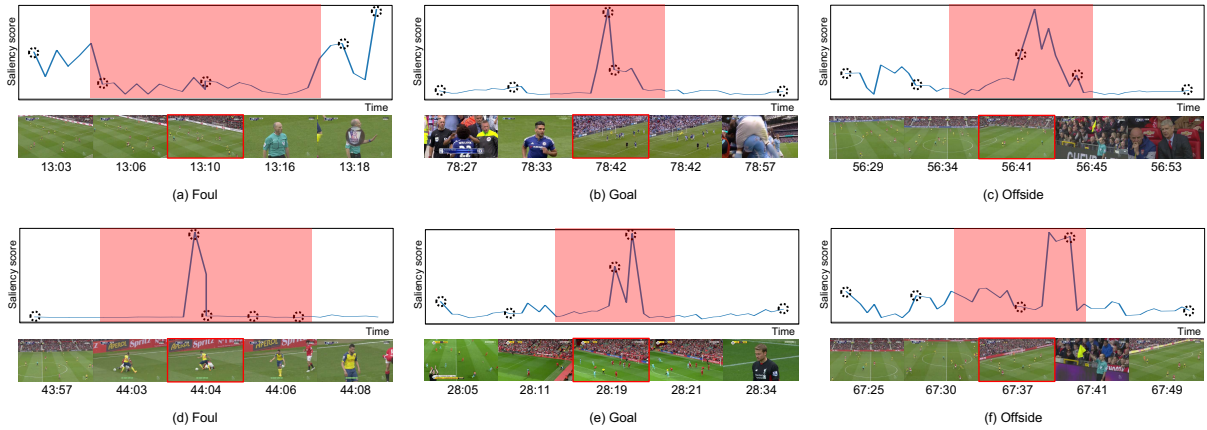 Saliency score
Time
13:03 13:06 13:10 13:16 13:18
(a) Foul
Saliency score
Time
78:27 78:33 78:42 78:42 78:57
(b) Goal
Saliency score
Time
56:29 56:34 56:41 56:45 56:53
(c) Offside
Saliency score
Time
43:57 44:03 44:04 44:06 44:08
(d) Foul
Saliency score
Time
28:05 28:11 28:19 28:21 28:34
(e) Goal
Saliency score
Time
67:25 67:30 67:37 67:41 67:49
(f) Offside